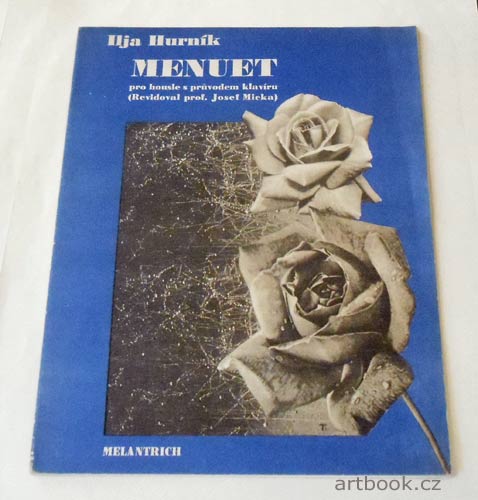 Ilja Hurník
MENUET
pro housle s průvodem klavíru
(Revidoval prof. Josef Micka)
T.
MELANTRICH
artbook.cz